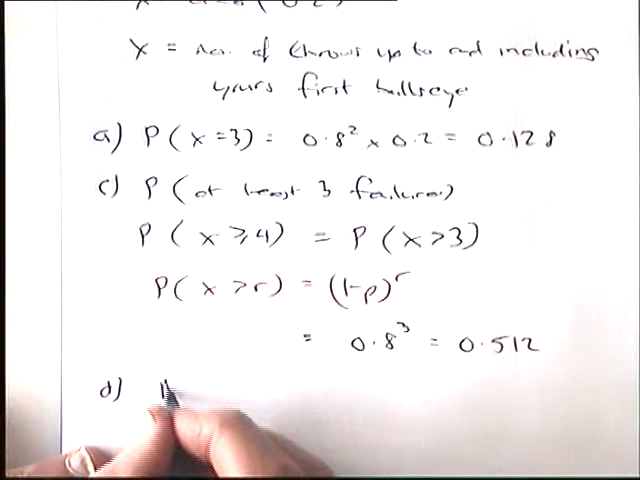 X = no. of throws up to and including
yours first bullseye
a) P(X=3) = 0.8² × 0.2 = 0.128
c) P(at least 3 failures)
P(X≥4) = P(X>3)
P(X>r) = (1-p)^r
= 0.8³ = 0.512
d)